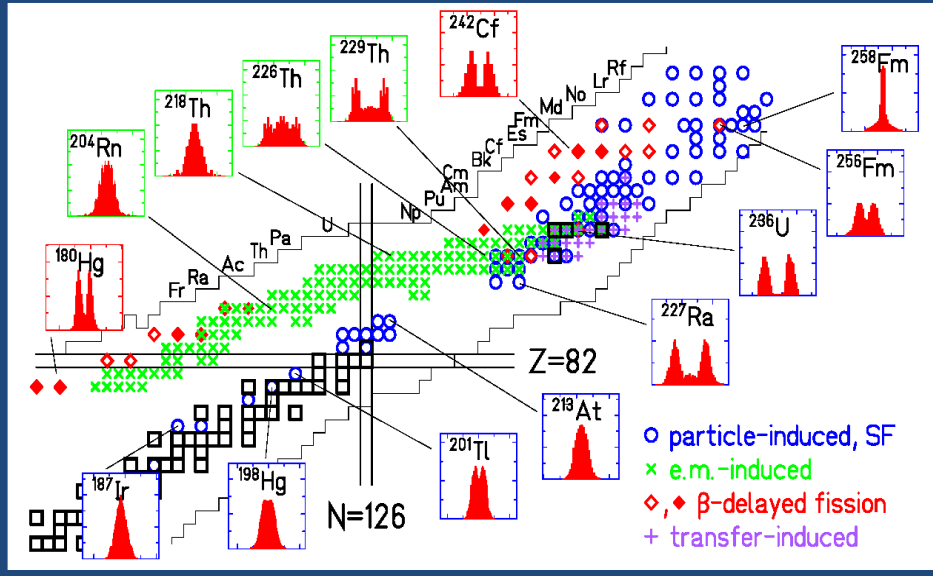 ²⁴²Cf
²²⁹Th
²²⁶Th
²¹⁸Th
²⁰⁴Rn
¹⁸⁰Hg
²⁵⁸Fm
²⁵⁶Fm
²³⁶U
²²⁷Ra
²¹³At
²⁰¹Tl
¹⁹⁸Hg
¹⁸⁷Ir
Rf
Lr
No
Md
Fm
Es
Cf
Bk
Cm
Am
Pu
Np
U
Pa
Th
Ac
Ra
Fr
Z=82
N=126
particle-induced, SF
e.m.-induced
, β-delayed fission
transfer-induced